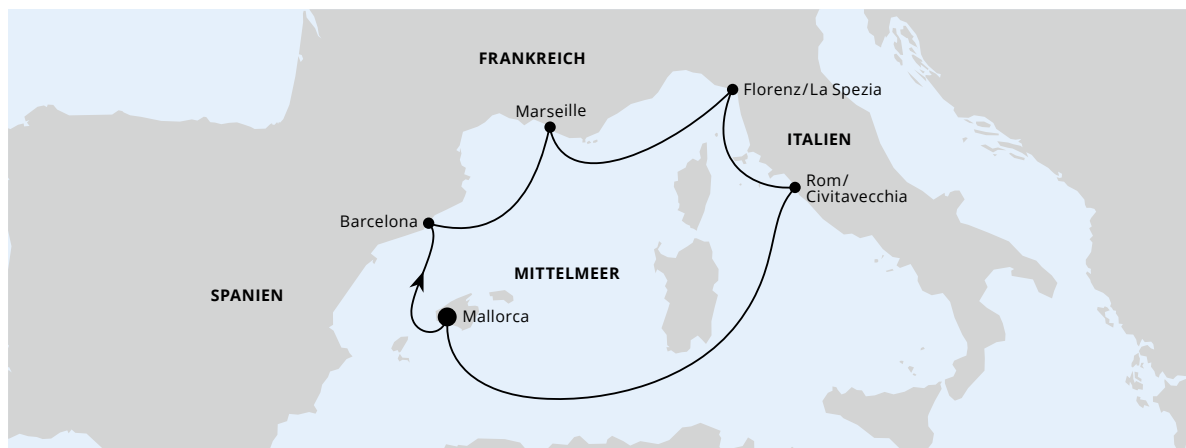 FRANKREICH
Florenz/La Spezia
Marseille
ITALIEN
Rom/
Civitavecchia
Barcelona
MITTELMEER
SPANIEN
Mallorca